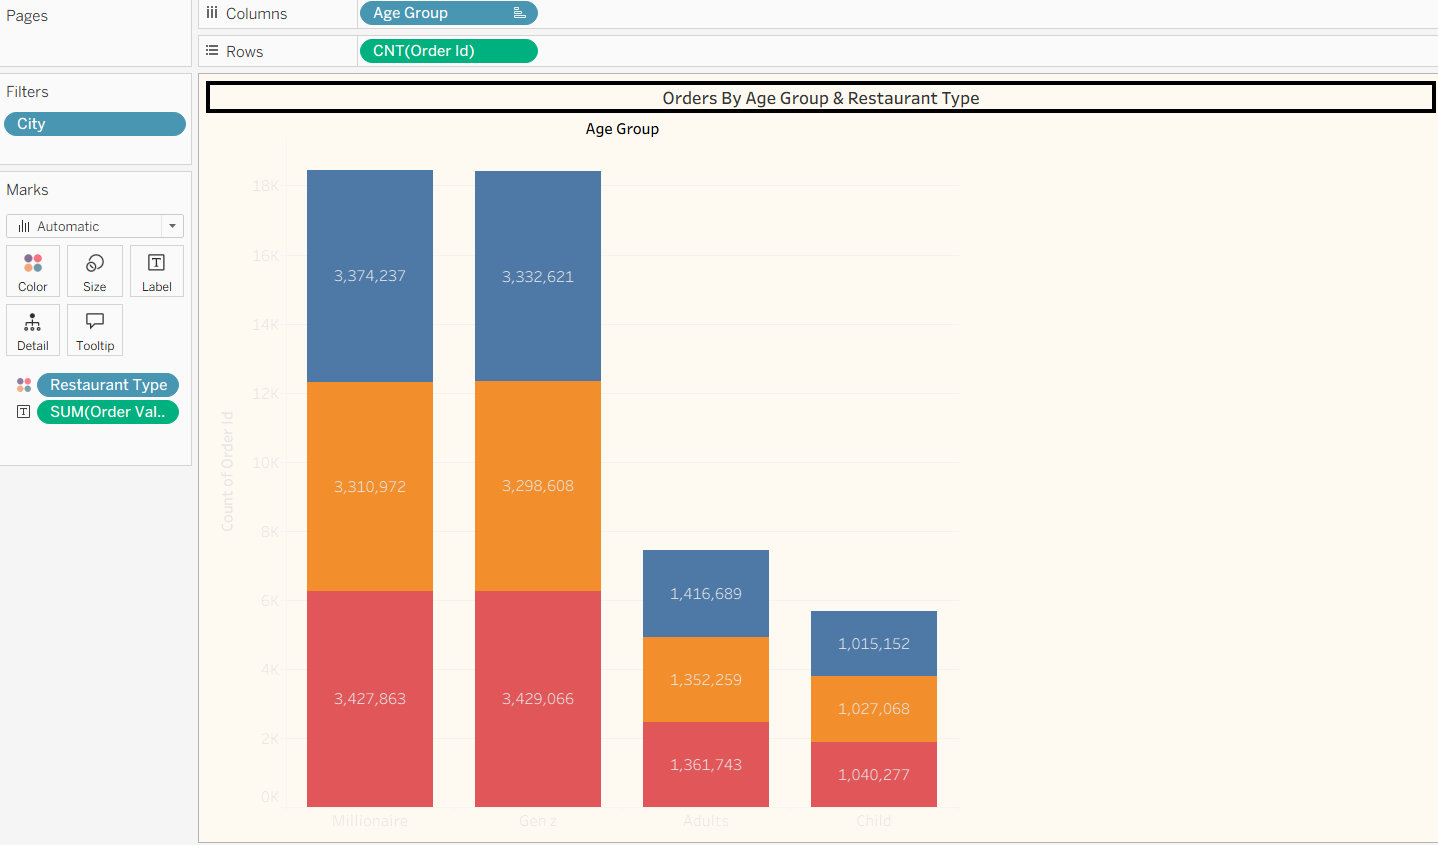 Pages
Columns
Age Group
Rows
CNT(Order Id)
Filters
City
Marks
Automatic
Color
Size
Label
Detail
Tooltip
Restaurant Type
SUM(Order Val..
Orders By Age Group & Restaurant Type
Age Group
18K
16K
14K
12K
10K
8K
6K
4K
2K
0K
Count of Order Id
3,374,237
3,332,621
3,310,972
3,298,608
1,416,689
1,015,152
1,352,259
1,027,068
3,427,863
3,429,066
1,361,743
1,040,277
Millionaire
Gen z
Adults
Child